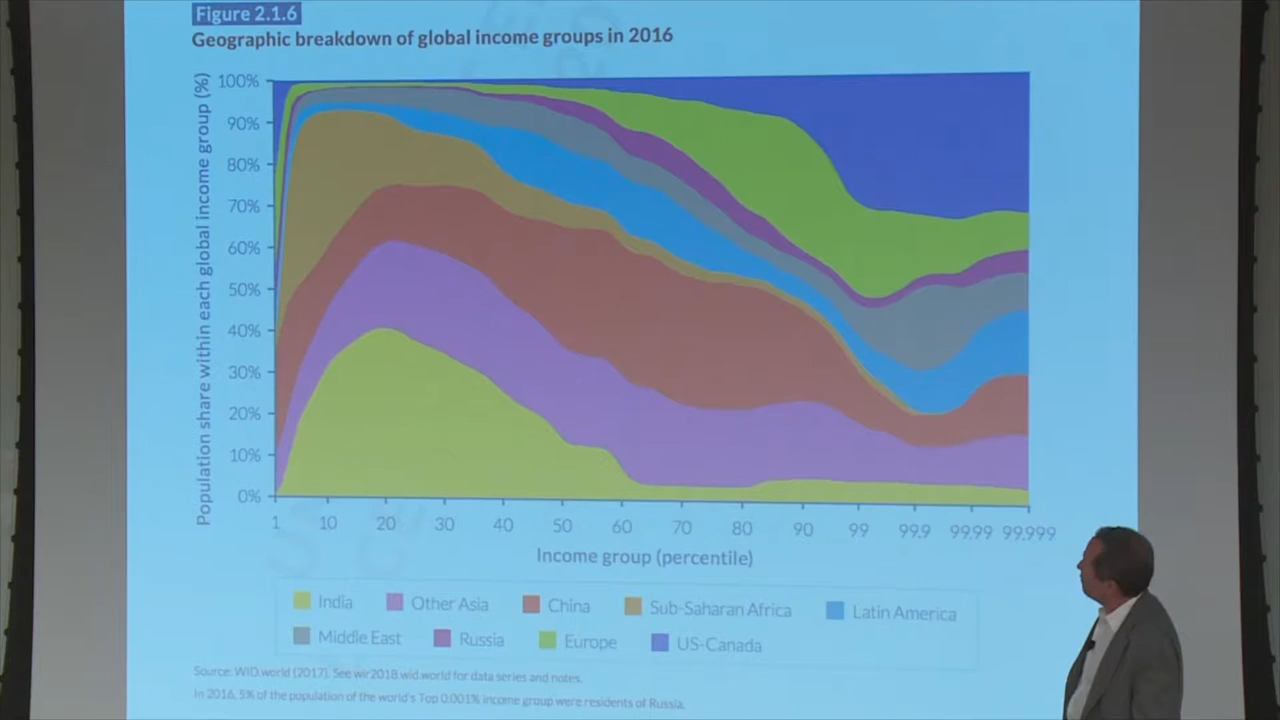 Figure 2.1.6
Geographic breakdown of global income groups in 2016
Population share within each global income group (%)
100%
90%
80%
70%
60%
50%
40%
30%
20%
10%
0%
1 10 20 30 40 50 60 70 80 90 99 99.9 99.99 99.999
Income group (percentile)
India Other Asia China Sub-Saharan Africa Latin America
Middle East Russia Europe US-Canada
Source: WID.world (2017). See wir2018.wid.world for data series and notes.
In 2016, 5% of the population of the world's Top 0.001% income group were residents of Russia.